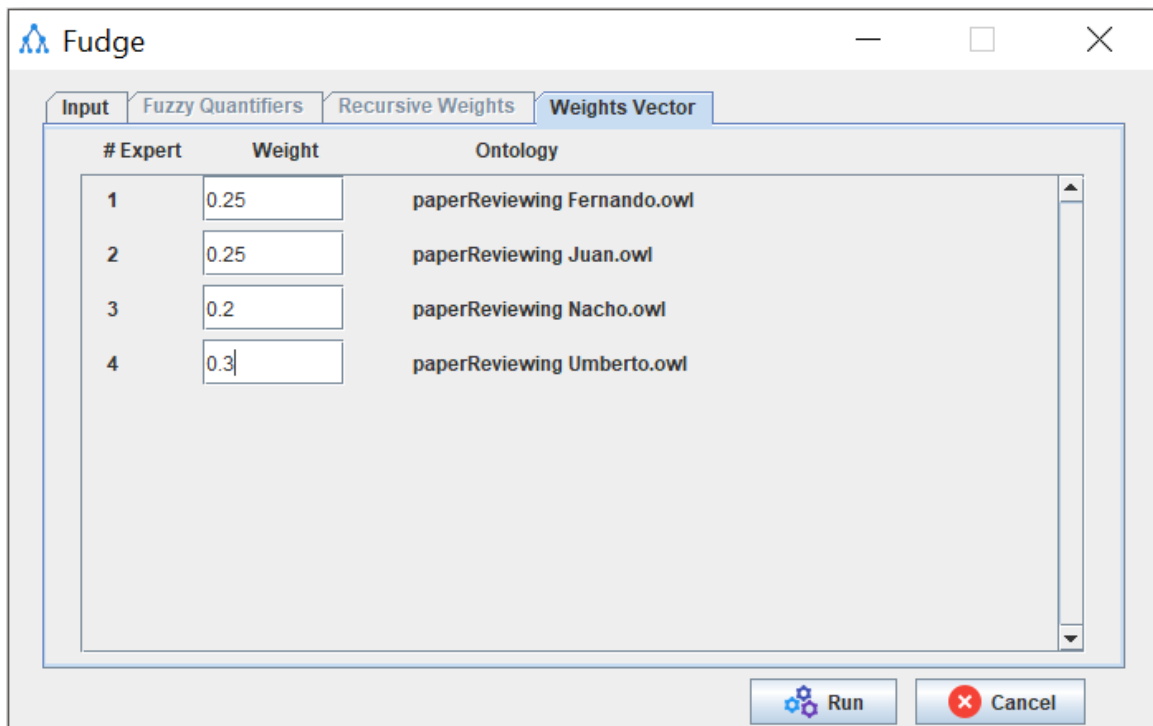 Fudge
Input Fuzzy Quantifiers Recursive Weights Weights Vector
# Expert Weight Ontology
1 0.25 paperReviewing Fernando.owl
2 0.25 paperReviewing Juan.owl
3 0.2 paperReviewing Nacho.owl
4 0.3 paperReviewing Umberto.owl
Run Cancel